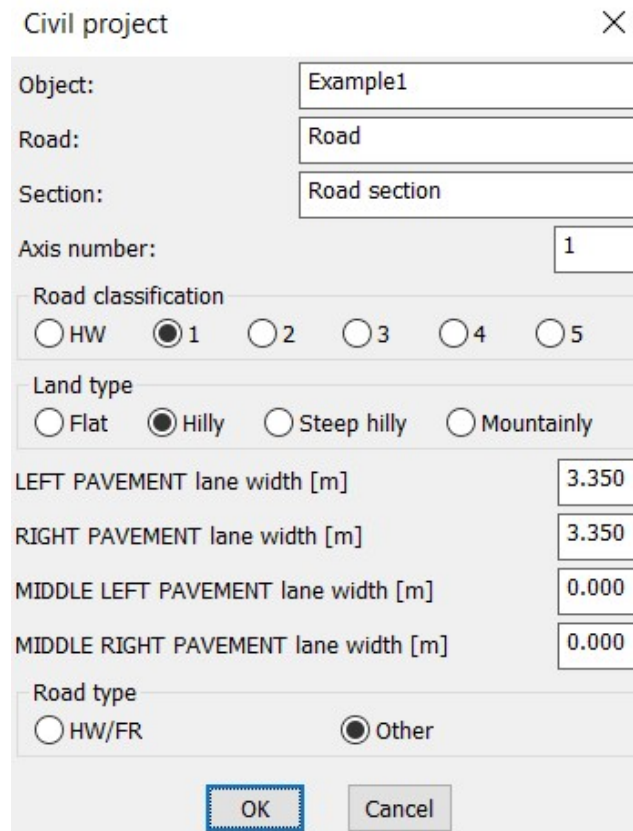 Civil project
Object: Example1
Road: Road
Section: Road section
Axis number: 1
Road classification
HW 1 2 3 4 5
Land type
Flat Hilly Steep hilly Mountainly
LEFT PAVEMENT lane width [m] 3.350
RIGHT PAVEMENT lane width [m] 3.350
MIDDLE LEFT PAVEMENT lane width [m] 0.000
MIDDLE RIGHT PAVEMENT lane width [m] 0.000
Road type
HW/FR Other
OK Cancel